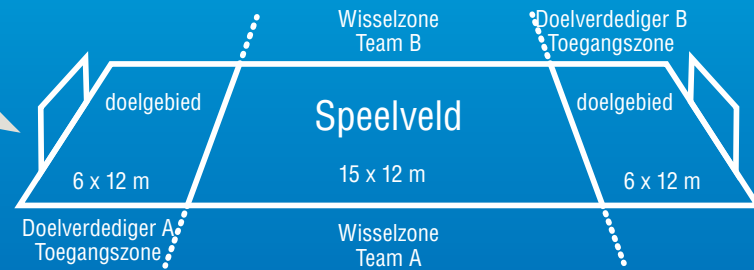 Wisselzone
Team B
Doelverdediger B
Toegangszone
doelgebied
Speelveld
doelgebied
6 x 12 m
15 x 12 m
6 x 12 m
Doelverdediger A
Toegangszone
Wisselzone
Team A